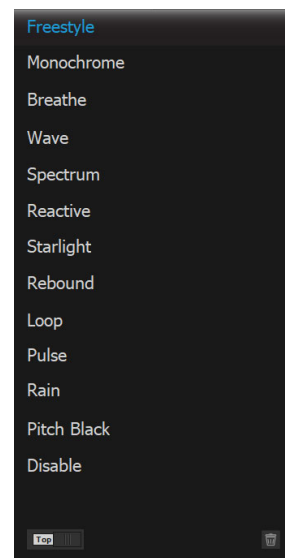 Freestyle
Monochrome
Breathe
Wave
Spectrum
Reactive
Starlight
Rebound
Loop
Pulse
Rain
Pitch Black
Disable
Top